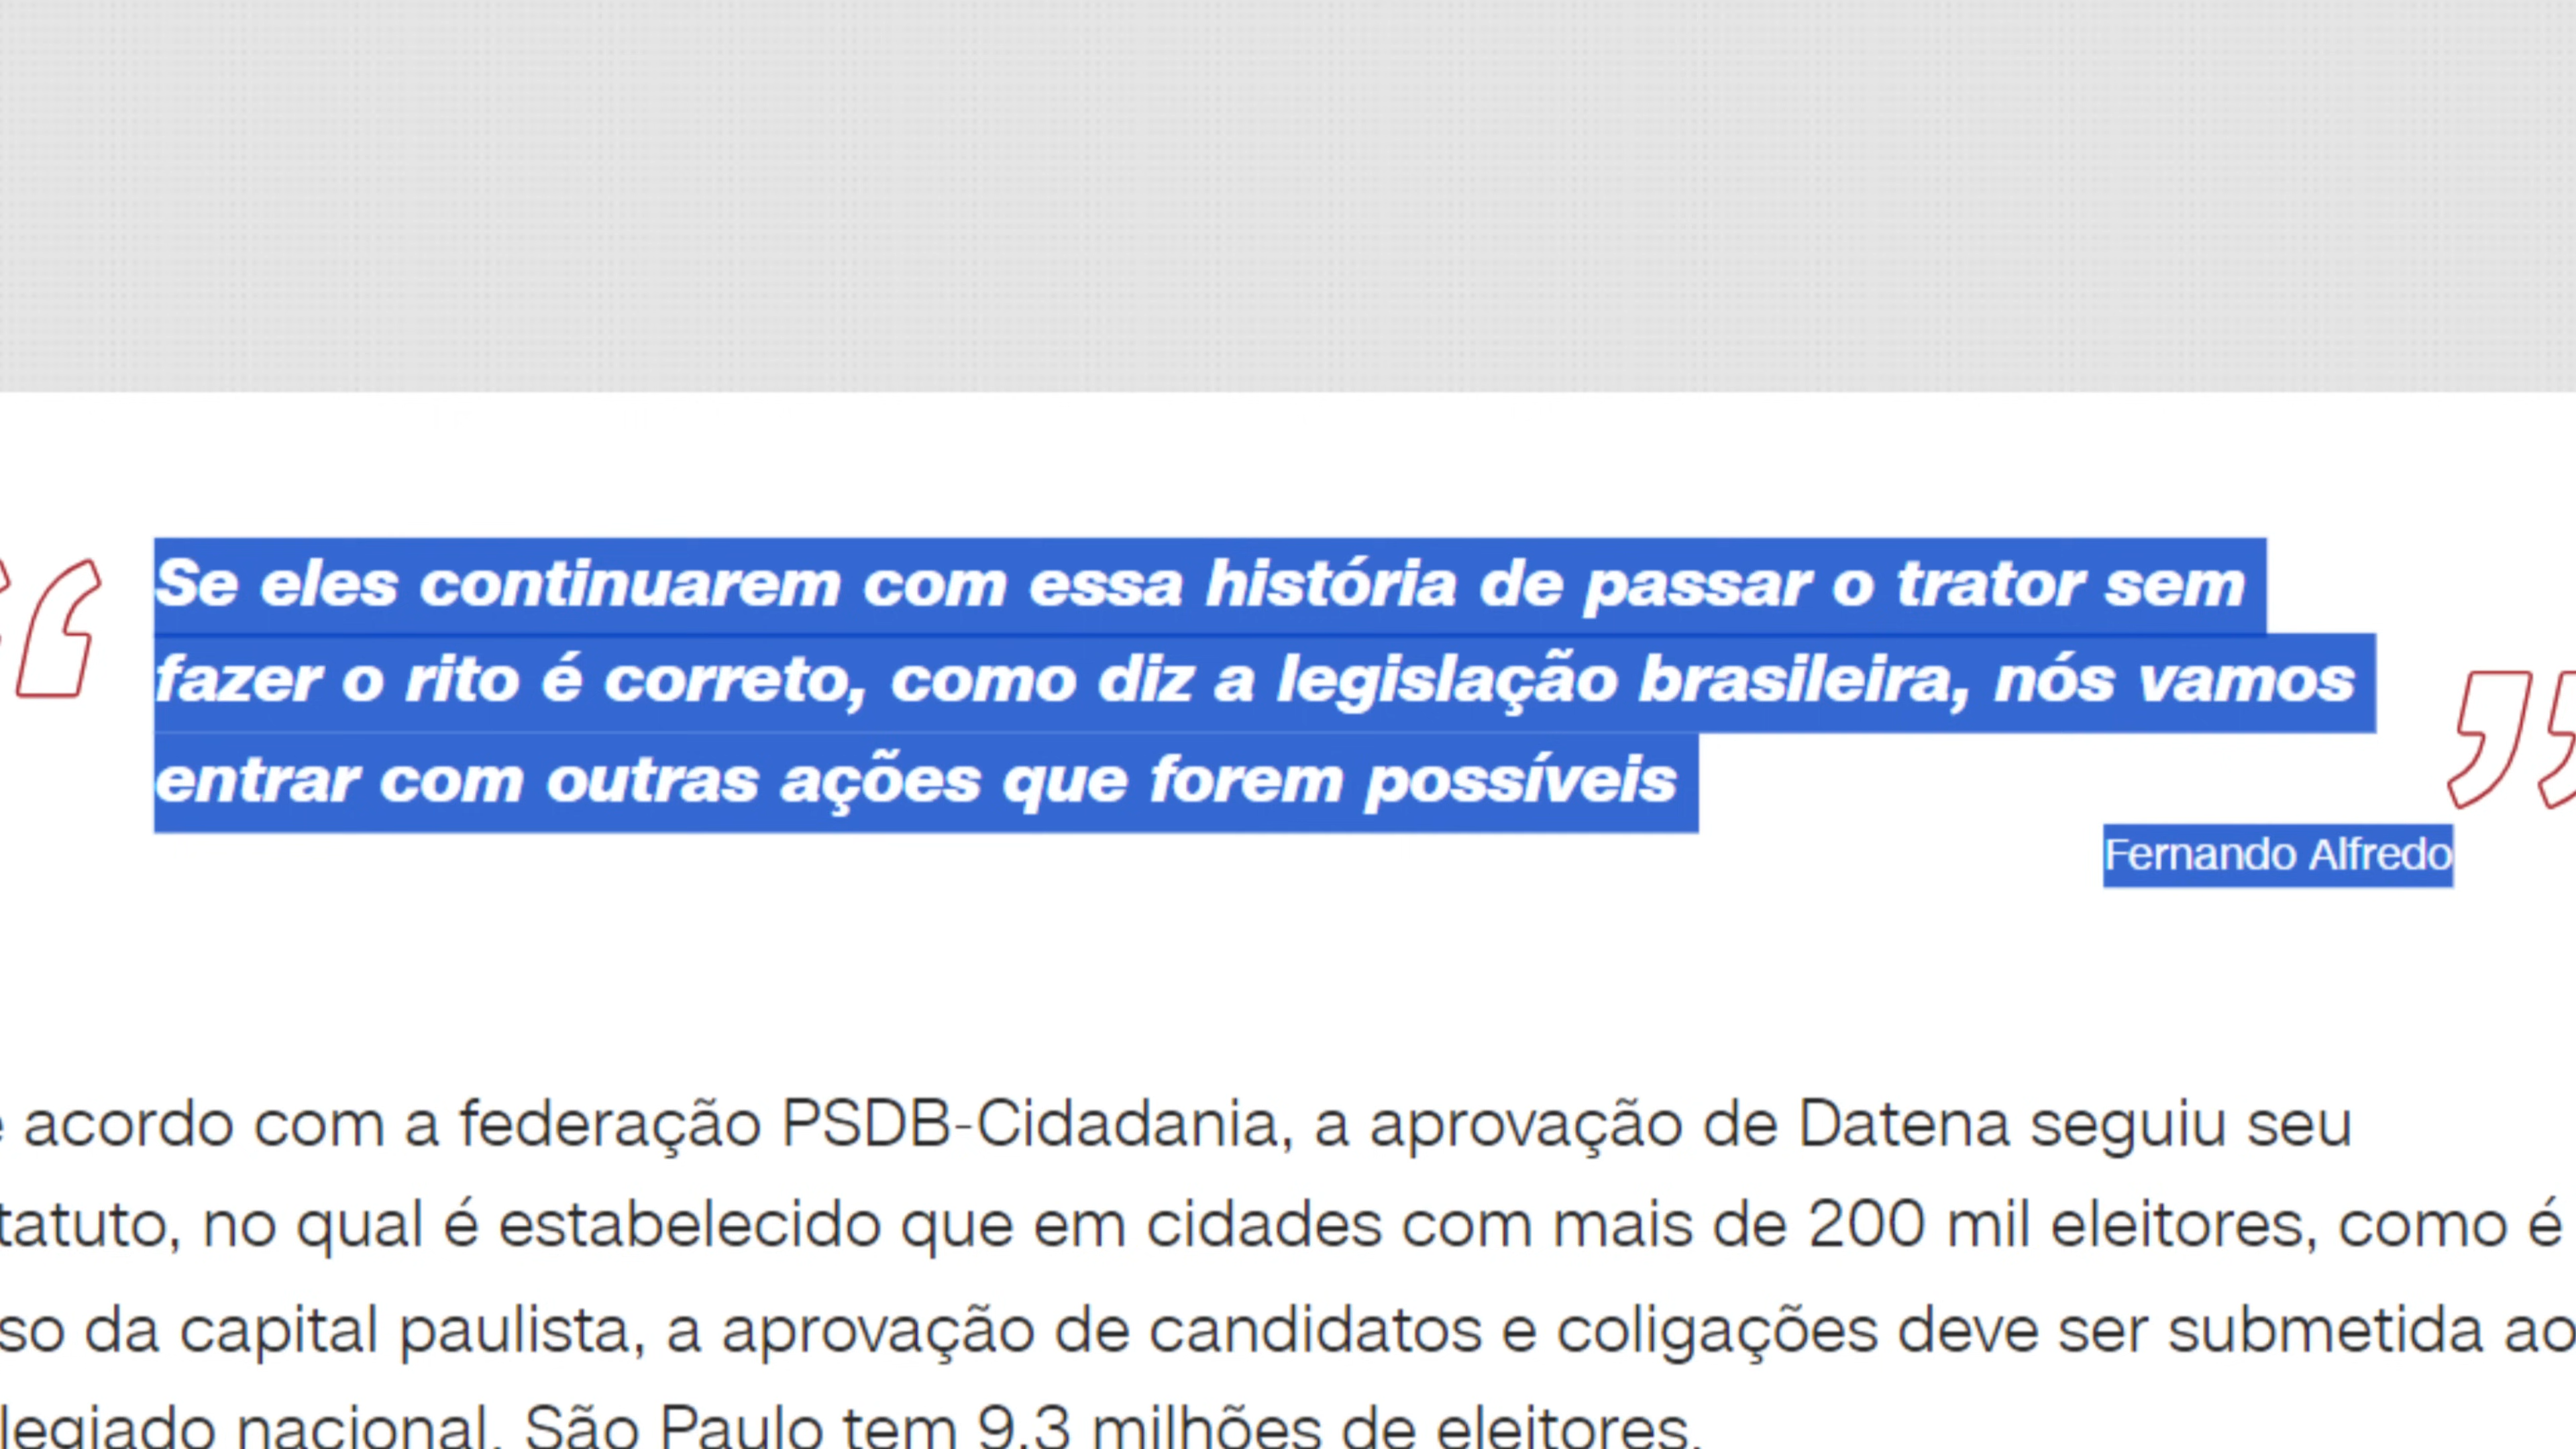 Se eles continuarem com essa história de passar o trator sem
fazer o rito é correto, como diz a legislação brasileira, nós vamos
entrar com outras ações que forem possíveis
Fernando Alfredo
acordo com a federação PSDB-Cidadania, a aprovação de Datena seguiu seu
tatuto, no qual é estabelecido que em cidades com mais de 200 mil eleitores, como é
so da capital paulista, a aprovação de candidatos e coligações deve ser submetida ao
legiado nacional. São Paulo tem 9,3 milhões de eleitores.